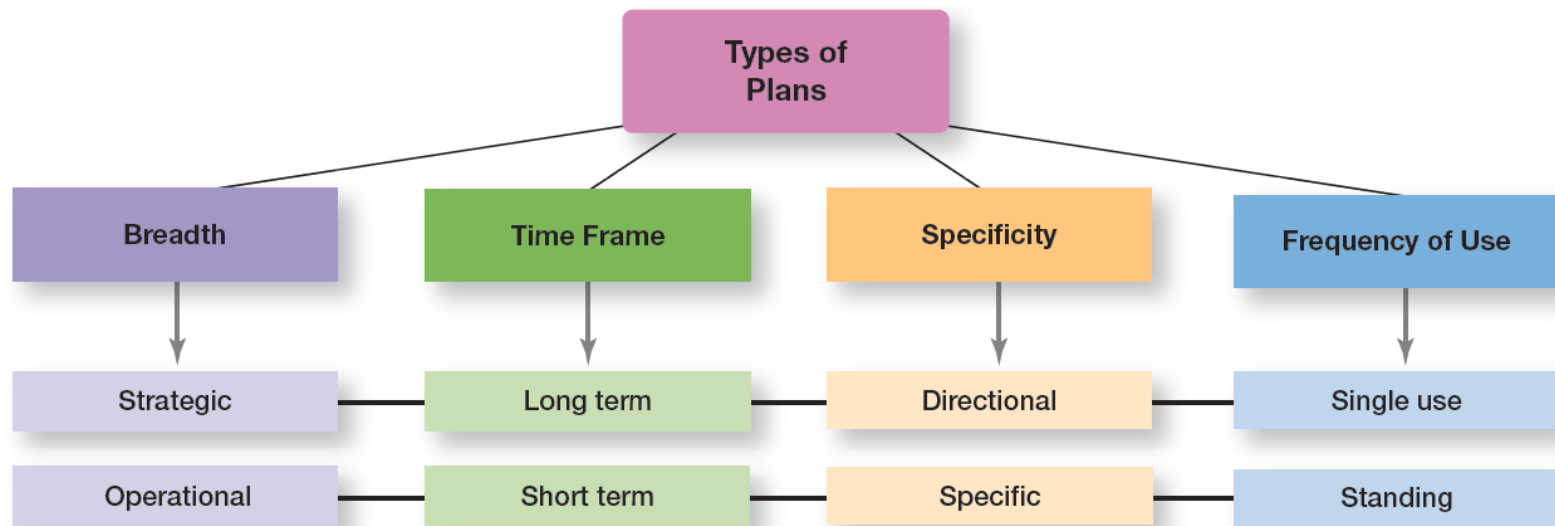 Types of
Plans
Breadth
Time Frame
Specificity
Frequency of Use
Strategic
Long term
Directional
Single use
Operational
Short term
Specific
Standing